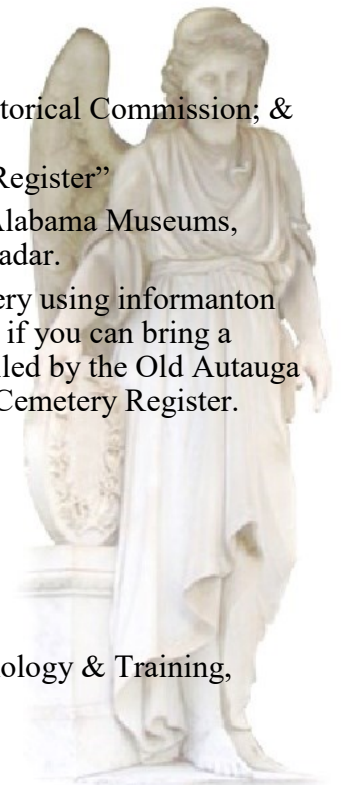 torical Commission; &
Register”
Alabama Museums,
adar.
ery using informanton
if you can bring a
led by the Old Autauga
Cemetery Register.
ology & Training,